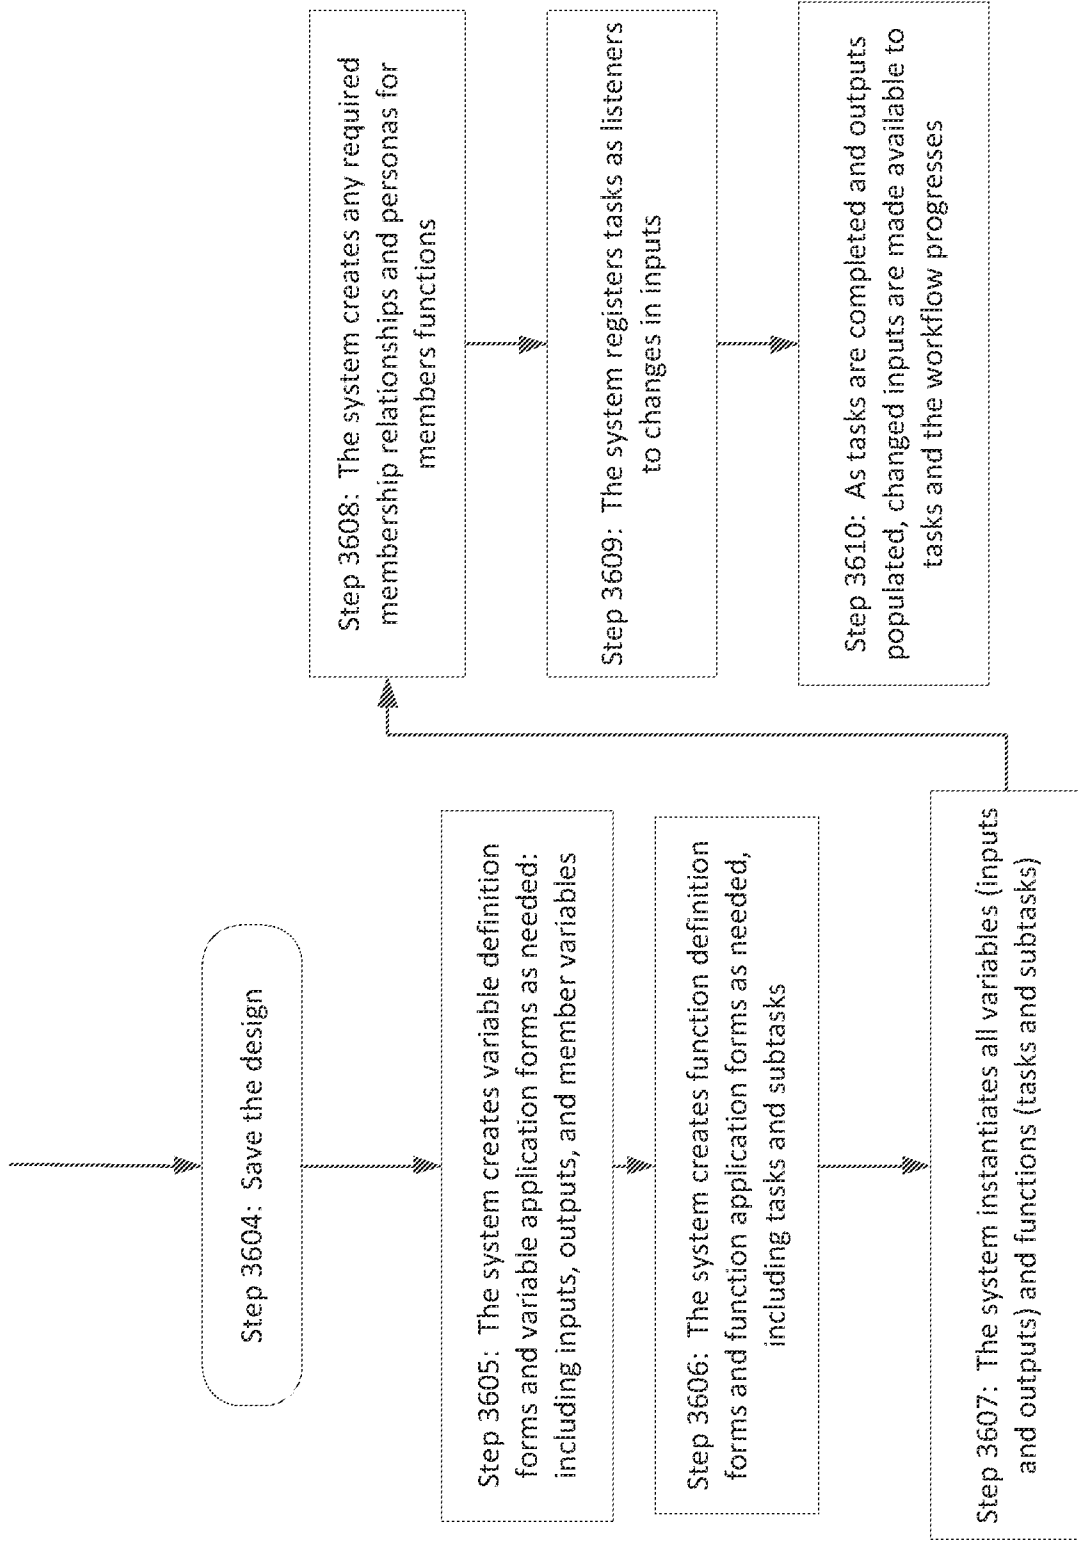 Step 3604: Save the design
Step 3605: The system creates variable definition
forms and variable application forms as needed:
including inputs, outputs, and member variables
Step 3606: The system creates function definition
forms and function application forms as needed,
including tasks and subtasks
Step 3607: The system instantiates all variables (inputs
and outputs) and functions (tasks and subtasks)
Step 3608: The system creates any required
membership relationships and personas for
members functions
Step 3609: The system registers tasks as listeners
to changes in inputs
Step 3610: As tasks are completed and outputs
populated, changed inputs are made available to
tasks and the workflow progresses